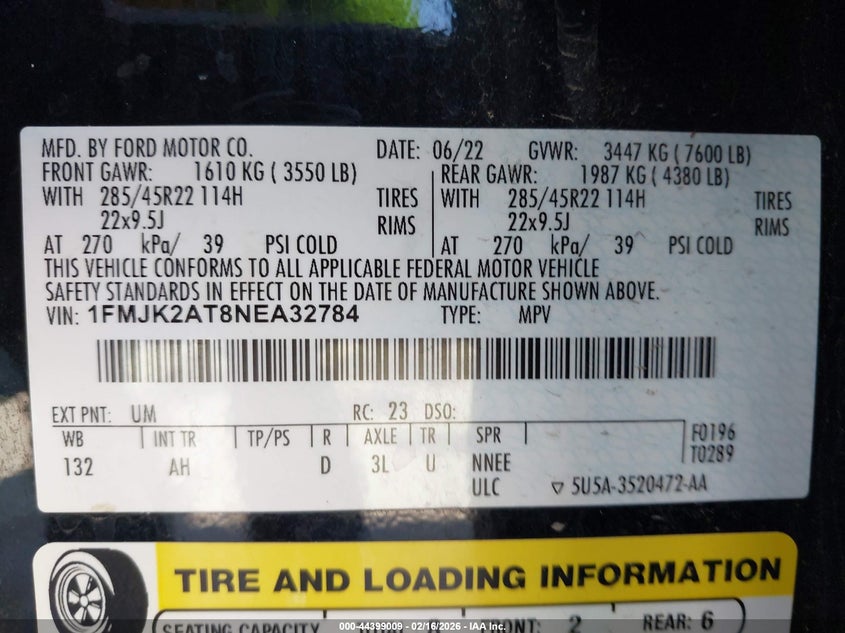 MFD. BY FORD MOTOR CO. DATE: 06/22 GVWR: 3447 KG ( 7600 LB)
FRONT GAWR: 1610 KG ( 3550 LB) REAR GAWR: 1987 KG ( 4380 LB)
WITH 285/45R22 114H TIRES WITH 285/45R22 114H TIRES
22x9.5J RIMS 22x9.5J RIMS
AT 270 kPa/ 39 PSI COLD AT 270 kPa/ 39 PSI COLD
THIS VEHICLE CONFORMS TO ALL APPLICABLE FEDERAL MOTOR VEHICLE
SAFETY STANDARDS IN EFFECT ON THE DATE OF MANUFACTURE SHOWN ABOVE.
VIN: 1FMJK2AT8NEA32784 TYPE: MPV
EXT PNT: UM RC: 23 DSO:
WB INT TR TP/PS R AXLE TR SPR F0196
132 AH D 3L U NNEE T0289
ULC 5U5A-3520472-AA
TIRE AND LOADING INFORMATION
SEATING CAPACITY 2 REAR: 6
000-44399009 - 02/16/2026 - IAA Inc.